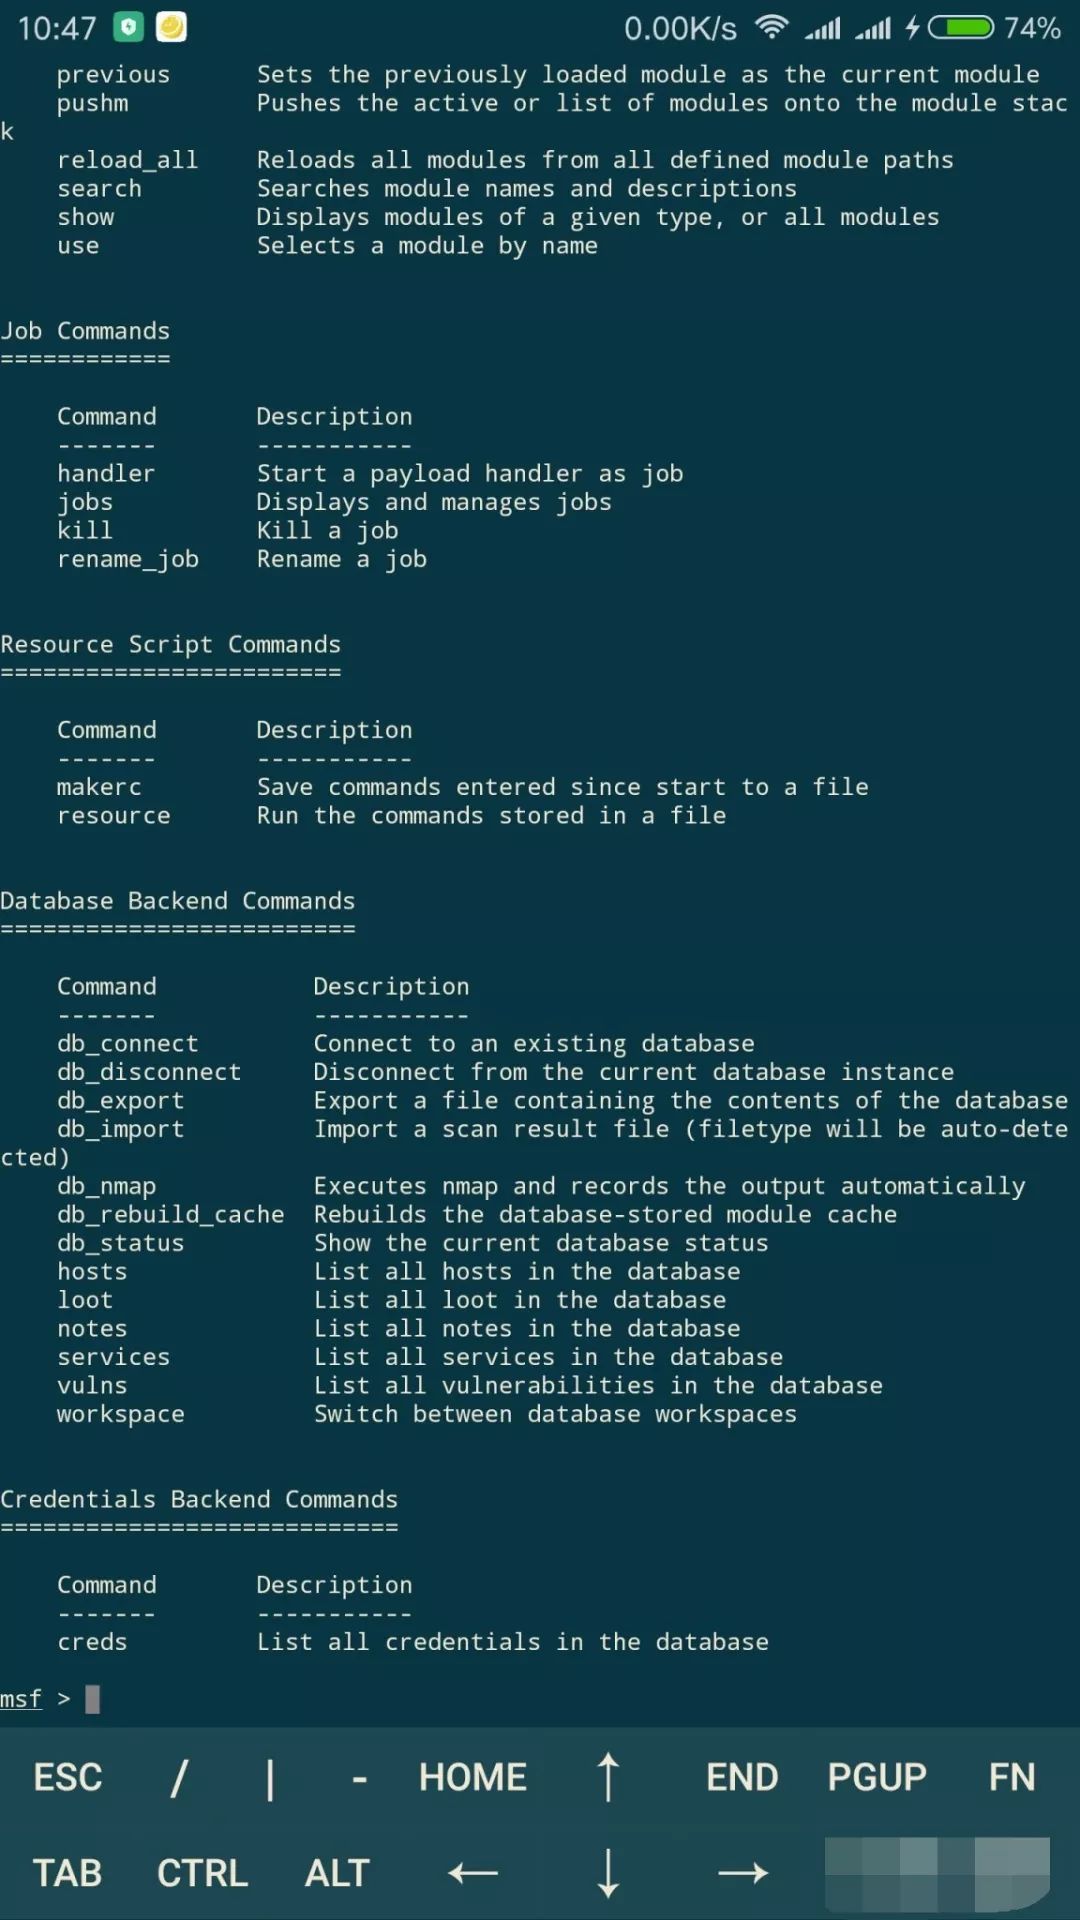 10:47 0.00K/s 74%
previous Sets the previously loaded module as the current module
pushm Pushes the active or list of modules onto the module stac
k
reload_all Reloads all modules from all defined module paths
search Searches module names and descriptions
show Displays modules of a given type, or all modules
use Selects a module by name
Job Commands
============
Command Description
------- -----------
handler Start a payload handler as job
jobs Displays and manages jobs
kill Kill a job
rename_job Rename a job
Resource Script Commands
========================
Command Description
------- -----------
makerc Save commands entered since start to a file
resource Run the commands stored in a file
Database Backend Commands
=========================
Command Description
------- -----------
db_connect Connect to an existing database
db_disconnect Disconnect from the current database instance
db_export Export a file containing the contents of the database
db_import Import a scan result file (filetype will be auto-dete
cted)
db_nmap Executes nmap and records the output automatically
db_rebuild_cache Rebuilds the database-stored module cache
db_status Show the current database status
hosts List all hosts in the database
loot List all loot in the database
notes List all notes in the database
services List all services in the database
vulns List all vulnerabilities in the database
workspace Switch between database workspaces
Credentials Backend Commands
============================
Command Description
------- -----------
creds List all credentials in the database
msf >
ESC / | - HOME ↑ END PGUP FN
TAB CTRL ALT ← ↓ →